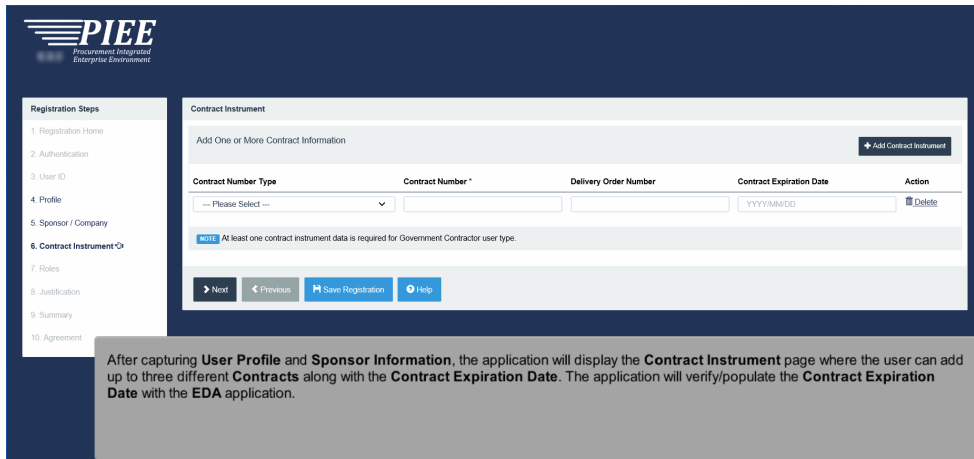 PIEE
Procurement Integrated
Enterprise Environment
Registration Steps
1. Registration Home
2. Authentication
3. User ID
4. Profile
5. Sponsor / Company
6. Contract Instrument
7. Roles
8. Justification
9. Summary
10. Agreement
Contract Instrument
Add One or More Contract Information
Add Contract Instrument
Contract Number Type Contract Number * Delivery Order Number Contract Expiration Date Action
--- Please Select --- YYYY/MM/DD Delete
NOTE At least one contract instrument data is required for Government Contractor user type.
Next Previous Save Registration Help
After capturing User Profile and Sponsor Information, the application will display the Contract Instrument page where the user can add
up to three different Contracts along with the Contract Expiration Date. The application will verify/populate the Contract Expiration
Date with the EDA application.